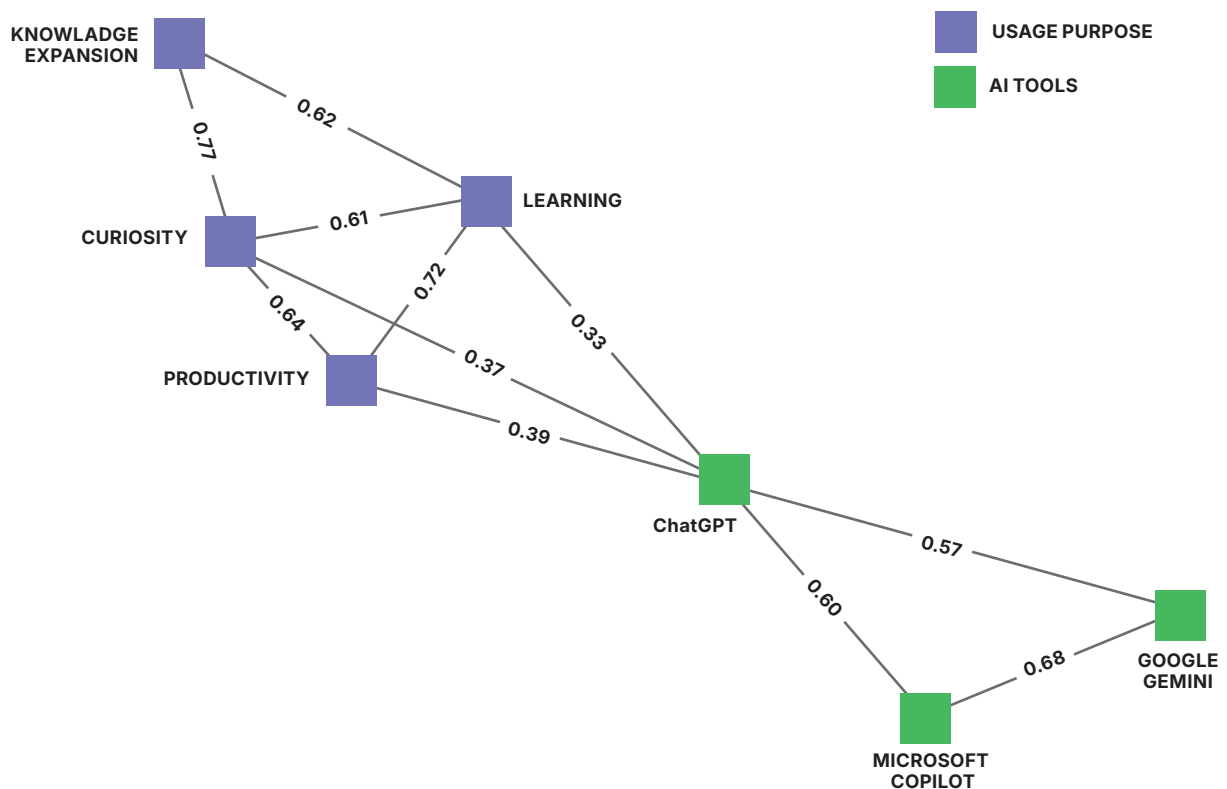 KNOWLADGE
EXPANSION
USAGE PURPOSE
AI TOOLS
0.62
0.77
LEARNING
0.61
CURIOSITY
0.72
0.64
0.33
0.37
PRODUCTIVITY
0.39
ChatGPT
0.57
0.60
0.68
GOOGLE
GEMINI
MICROSOFT
COPILOT